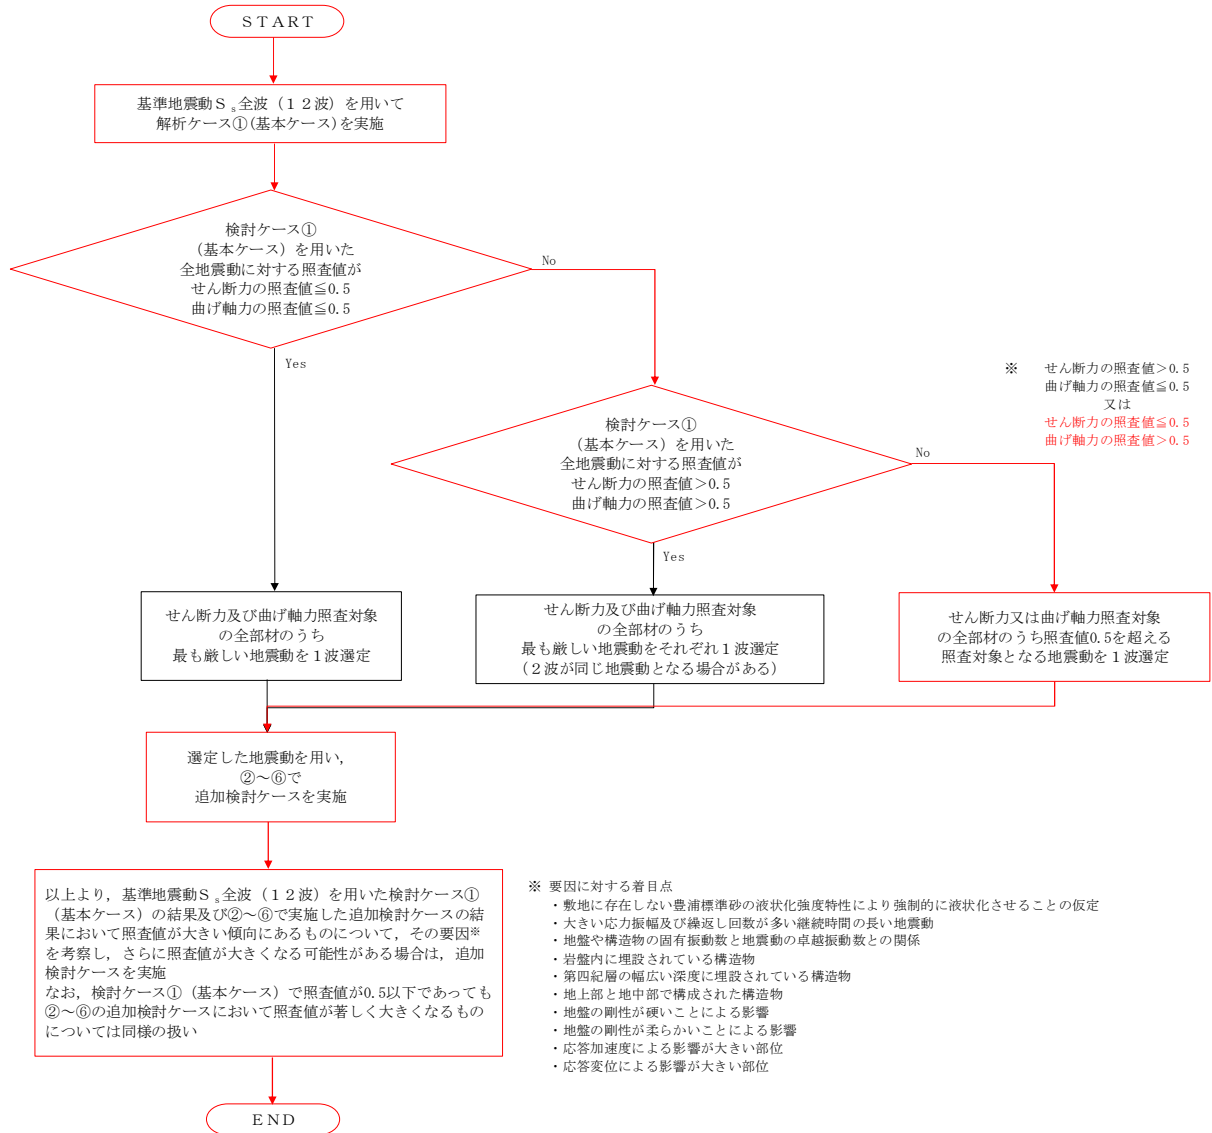 START
基準地震動Ｓs全波（１２波）を用いて
解析ケース①(基本ケース)を実施
検討ケース①
（基本ケース）を用いた
全地震動に対する照査値が
せん断力の照査値≦0.5
曲げ軸力の照査値≦0.5
No
Yes
※ せん断力の照査値＞0.5
曲げ軸力の照査値≦0.5
又は
せん断力の照査値≦0.5
曲げ軸力の照査値＞0.5
検討ケース①
（基本ケース）を用いた
全地震動に対する照査値が
せん断力の照査値＞0.5
曲げ軸力の照査値＞0.5
No
Yes
せん断力及び曲げ軸力照査対象
の全部材のうち
最も厳しい地震動を１波選定
せん断力及び曲げ軸力照査対象
の全部材のうち
最も厳しい地震動をそれぞれ１波選定
（２波が同じ地震動となる場合がある）
せん断力又は曲げ軸力照査対象
の全部材のうち照査値0.5を超える
照査対象となる地震動を１波選定
選定した地震動を用い，
②～⑥で
追加検討ケースを実施
以上より，基準地震動Ｓs全波（１２波）を用いた検討ケース①
（基本ケース）の結果及び②～⑥で実施した追加検討ケースの結
果において照査値が大きい傾向にあるものについて，その要因※
を考察し，さらに照査値が大きくなる可能性がある場合は，追加
検討ケースを実施
なお，検討ケース①（基本ケース）で照査値が0.5以下であっても
②～⑥の追加検討ケースにおいて照査値が著しく大きくなるもの
については同様の扱い
※ 要因に対する着目点
・敷地に存在しない豊浦標準砂の液状化強度特性により強制的に液状化させることの仮定
・大きい応力振幅及び繰返し回数が多い継続時間の長い地震動
・地盤や構造物の固有振動数と地震動の卓越振動数との関係
・岩盤内に埋設されている構造物
・第四紀層の幅広い深度に埋設されている構造物
・地上部と地中部で構成された構造物
・地盤の剛性が硬いことによる影響
・地盤の剛性が柔らかいことによる影響
・応答加速度による影響が大きい部位
・応答変位による影響が大きい部位
END